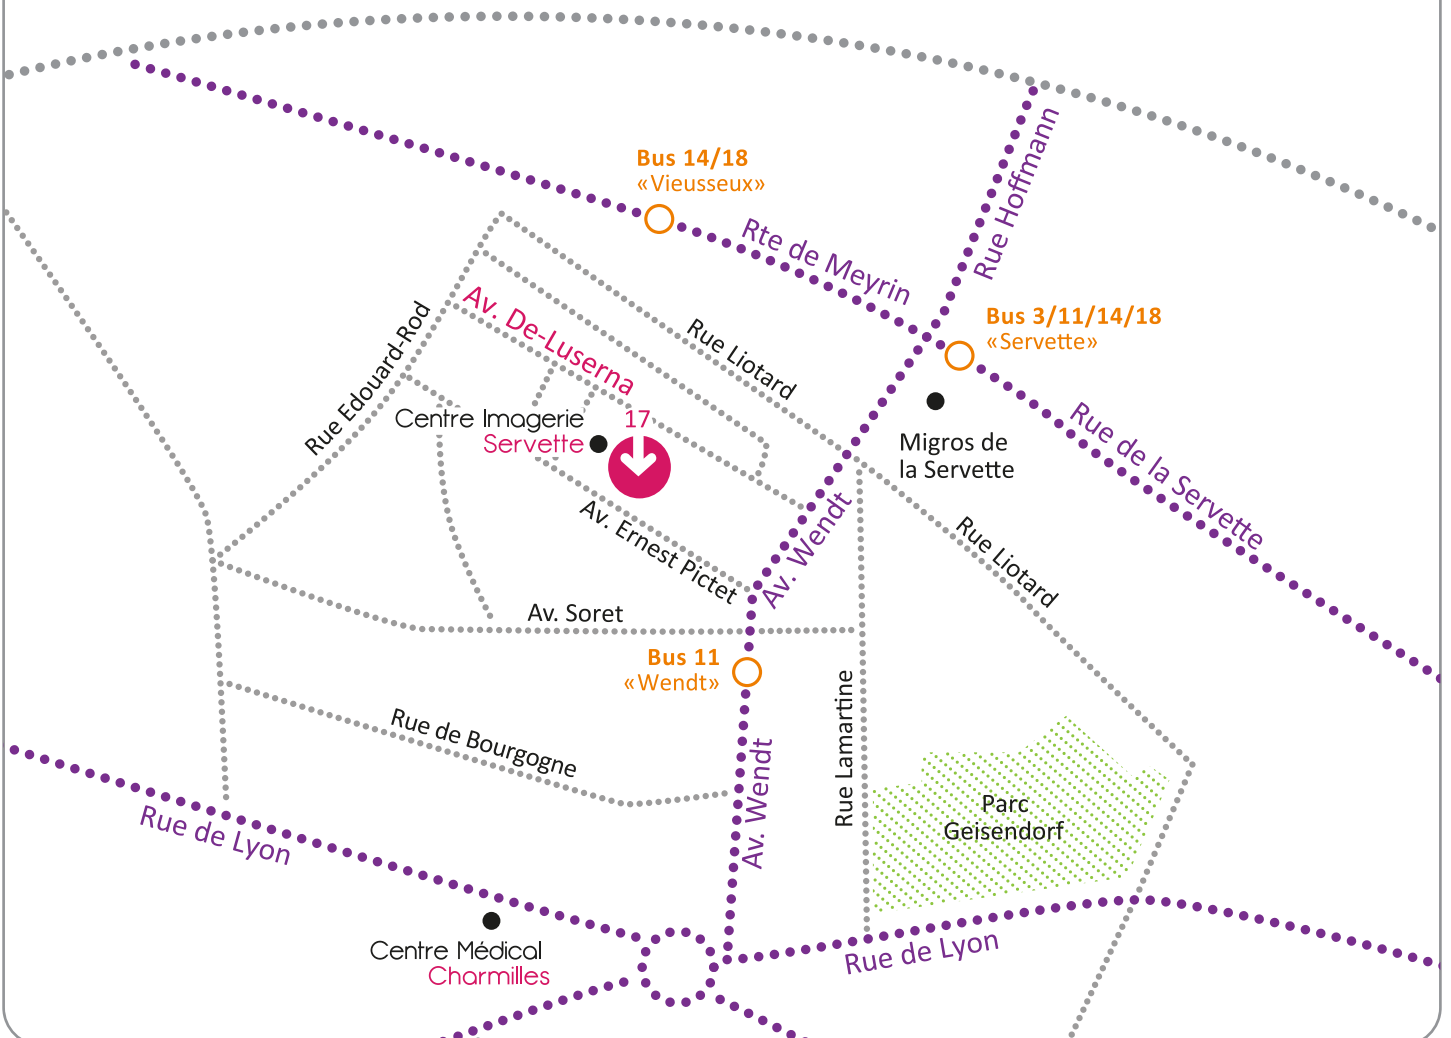 Bus 14/18
«Vieusseux»
Rte de Meyrin
Rue Hoffmann
Bus 3/11/14/18
«Servette»
Av. De-Luserna
Rue Liotard
Rue Edouard-Rod
Centre Imagerie
Servette
17
Migros de
la Servette
Rue de la Servette
Av. Ernest Pictet
Av. Wendt
Rue Liotard
Av. Soret
Bus 11
«Wendt»
Rue de Bourgogne
Av. Wendt
Rue Lamartine
Parc
Geisendorf
Rue de Lyon
Centre Médical
Charmilles
Rue de Lyon